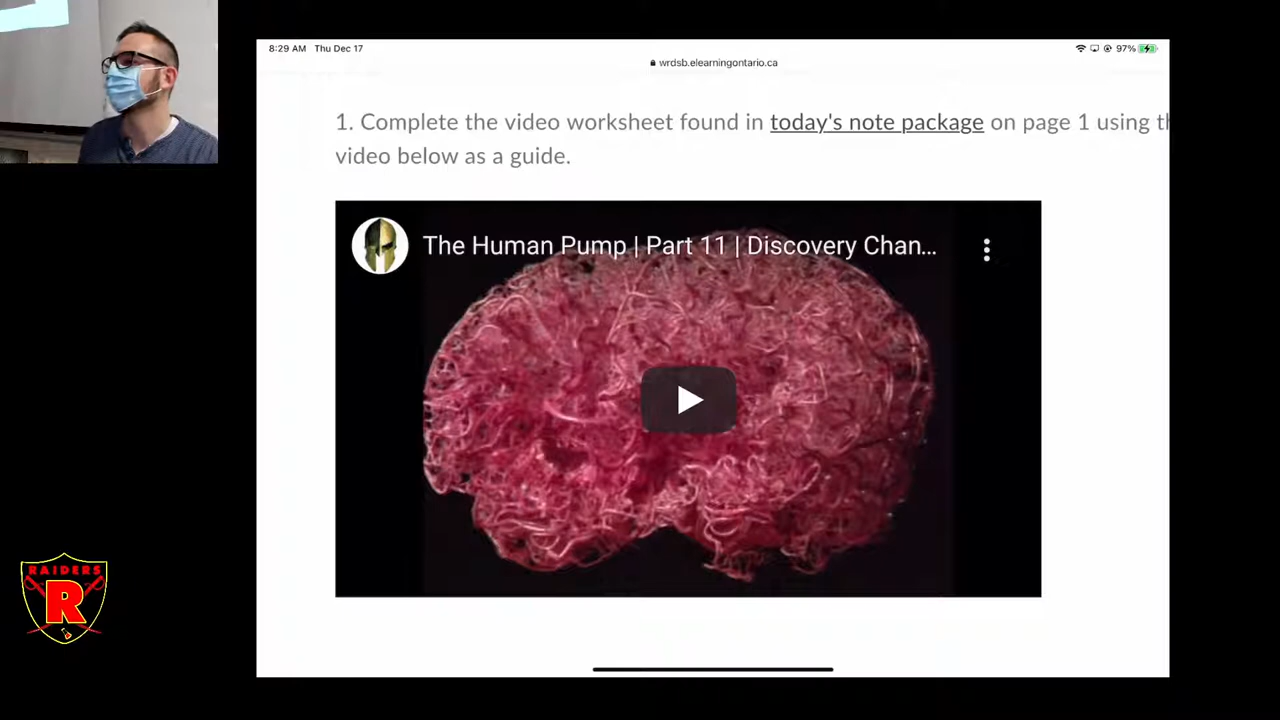 8:29 AM Thu Dec 17
wrdsb.elearningontario.ca
97%
1. Complete the video worksheet found in today's note package on page 1 using th
video below as a guide.
The Human Pump | Part 11 | Discovery Chan...
RAIDERS
R